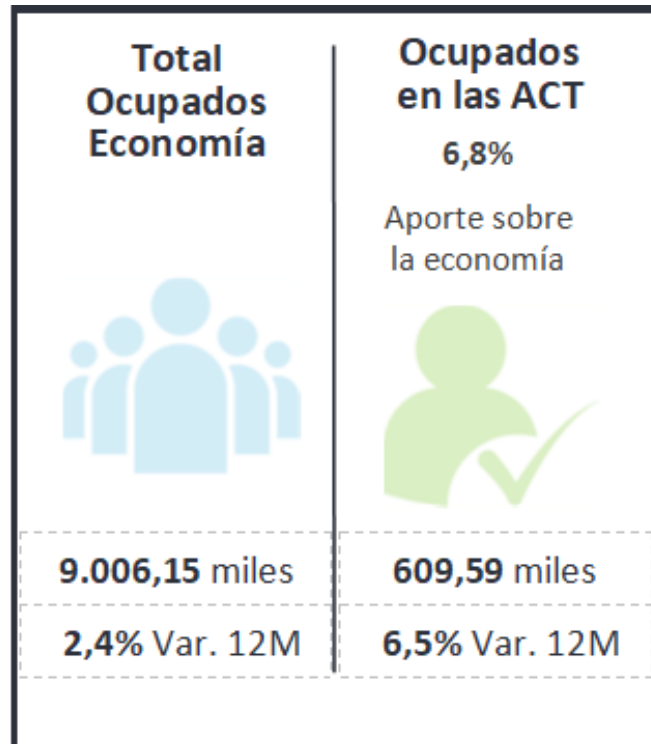 Total
Ocupados
Economía
9.006,15 miles
2,4% Var. 12M
Ocupados
en las ACT
6,8%
Aporte sobre
la economía
609,59 miles
6,5% Var. 12M